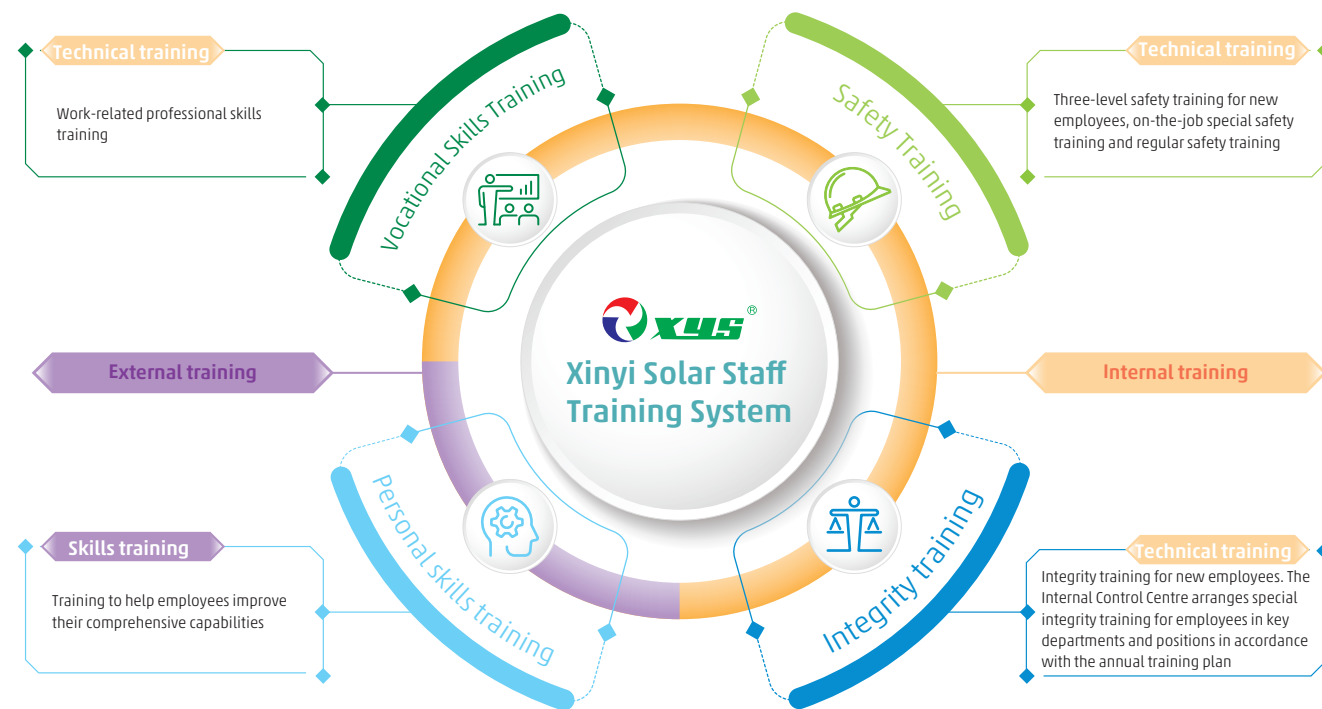 Technical training
Work-related professional skills
training
Vocational Skills Training
Safety Training
Technical training
Three-level safety training for new
employees, on-the-job special safety
training and regular safety training
External training
xys ®
Xinyi Solar Staff
Training System
Internal training
Skills training
Training to help employees improve
their comprehensive capabilities
Personal skills training
Integrity training
Technical training
Integrity training for new employees. The
Internal Control Centre arranges special
integrity training for employees in key
departments and positions in accordance
with the annual training plan